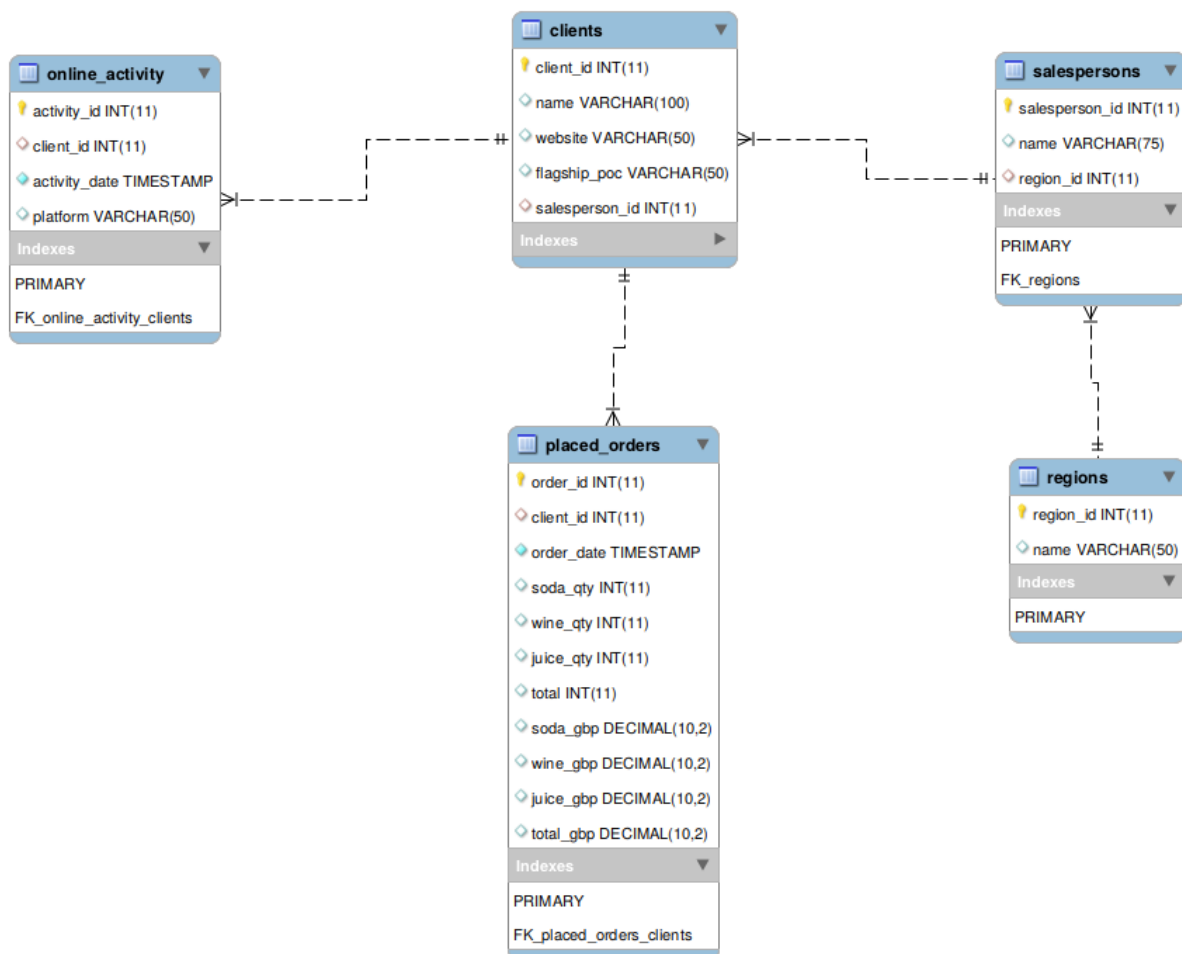 online_activity
activity_id INT(11)
client_id INT(11)
activity_date TIMESTAMP
platform VARCHAR(50)
Indexes
PRIMARY
FK_online_activity_clients
clients
client_id INT(11)
name VARCHAR(100)
website VARCHAR(50)
flagship_poc VARCHAR(50)
salesperson_id INT(11)
Indexes
salespersons
salesperson_id INT(11)
name VARCHAR(75)
region_id INT(11)
Indexes
PRIMARY
FK_regions
placed_orders
order_id INT(11)
client_id INT(11)
order_date TIMESTAMP
soda_qty INT(11)
wine_qty INT(11)
juice_qty INT(11)
total INT(11)
soda_gbp DECIMAL(10,2)
wine_gbp DECIMAL(10,2)
juice_gbp DECIMAL(10,2)
total_gbp DECIMAL(10,2)
Indexes
PRIMARY
FK_placed_orders_clients
regions
region_id INT(11)
name VARCHAR(50)
Indexes
PRIMARY